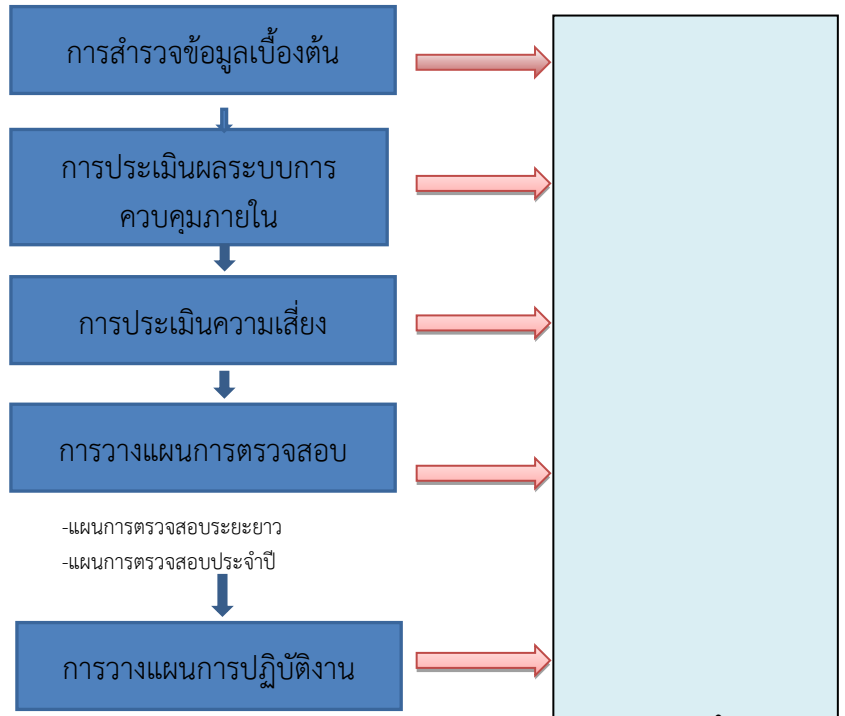 การสำรวจข้อมูลเบื้องต้น
การประเมินผลระบบการ
ควบคุมภายใน
การประเมินความเสี่ยง
การวางแผนการตรวจสอบ
-แผนการตรวจสอบระยะยาว
-แผนการตรวจสอบประจำปี
การวางแผนการปฏิบัติงาน